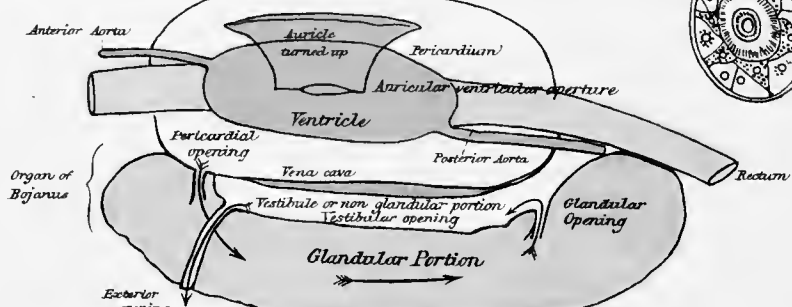 Anterior Aorta
Auricle
turned up
Pericardium
Auricular ventricular aperture
Ventricle
Pericardial
opening
Posterior Aorta
Rectum
Organ of
Bojanus
Vena cava
Vestibule or non glandular portion
Vestibular opening
Glandular
Opening
Glandular Portion
Exterior